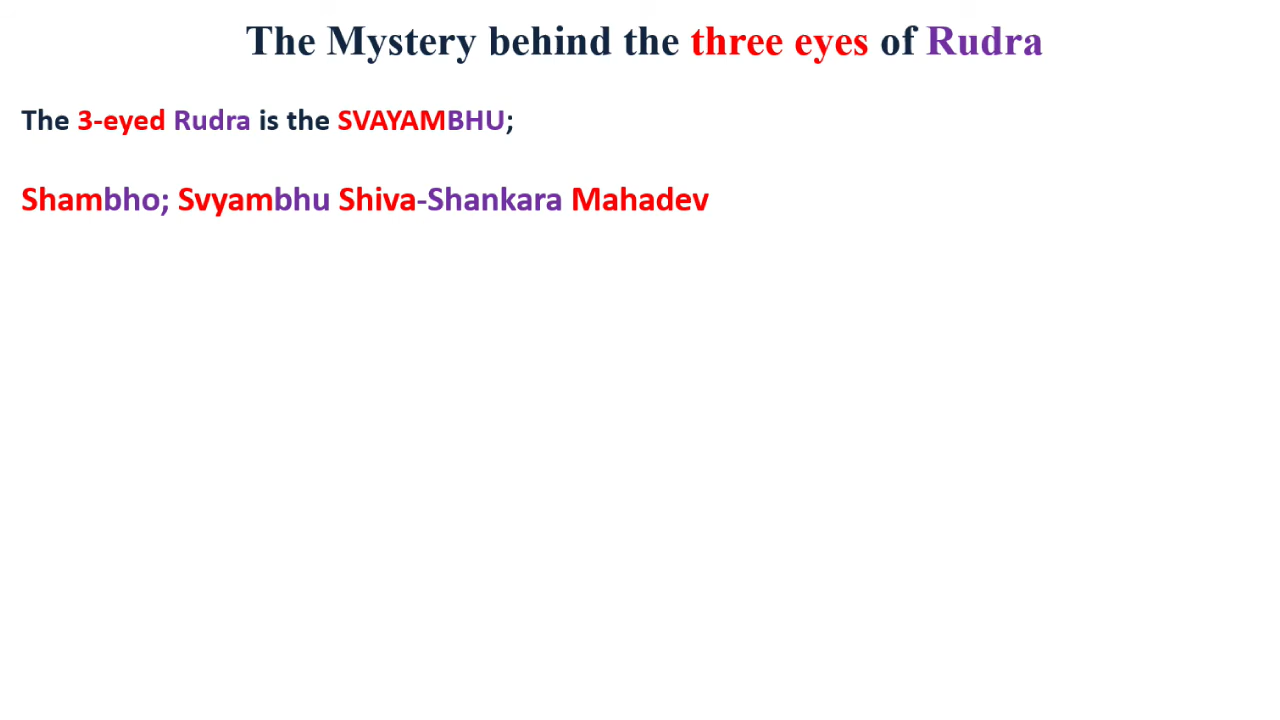 The Mystery behind the three eyes of Rudra
The 3-eyed Rudra is the SVAYAMBHU;
Shambho; Svyambhu Shiva-Shankara Mahadev